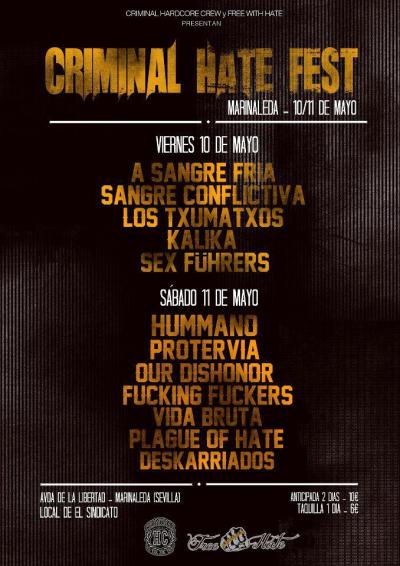 CRIMINAL HARDCORE CREW y FREE WITH HATE
PRESENTAN
CRIMINAL HATE FEST
MARINALEDA - 10/11 DE MAYO
VIERNES 10 DE MAYO
A SANGRE FRIA
SANGRE CONFLICTIVA
LOS TXUMATXOS
KALIKA
SEX FÜHRERS
SÁBADO 11 DE MAYO
HUMMANO
PROTERVIA
OUR DISHONOR
FUCKING FUCKERS
VIDA BRUTA
PLAGUE OF HATE
DESKARRIADOS
AVDA DE LA LIBERTAD - MARINALEDA (SEVILLA)
LOCAL DE EL SINDICATO
ANTICIPADA 2 DIAS - 10€
TAQUILLA 1 DIA - 6€
HC
Free Hate